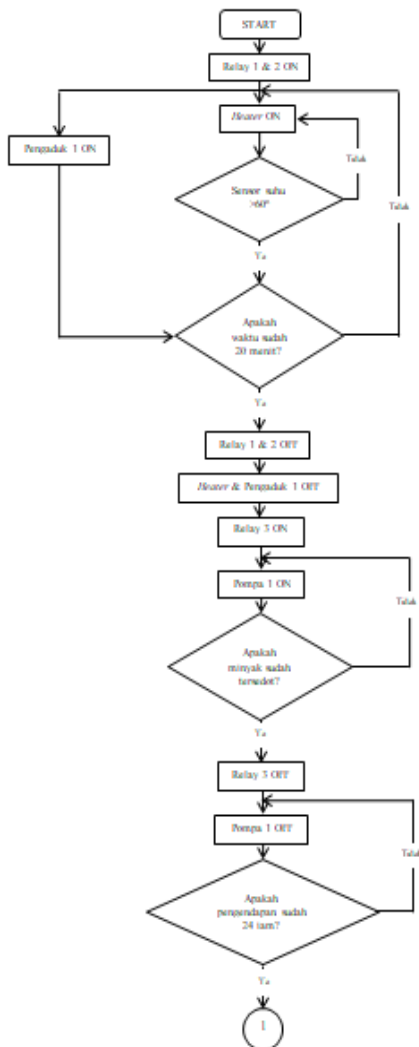 START
Relay 1 & 2 ON
Heater ON
Pengaduk 1 ON
Tidak
Sensor suhu
>60°
Tidak
Ya
Apakah
waktu sudah
20 menit?
Ya
Relay 1 & 2 OFF
Heater & Pengaduk 1 OFF
Relay 3 ON
Pompa 1 ON
Tidak
Apakah
minyak sudah
tersedot?
Ya
Relay 3 OFF
Pompa 1 OFF
Tidak
Apakah
pengendapan sudah
24 jam?
Ya
1